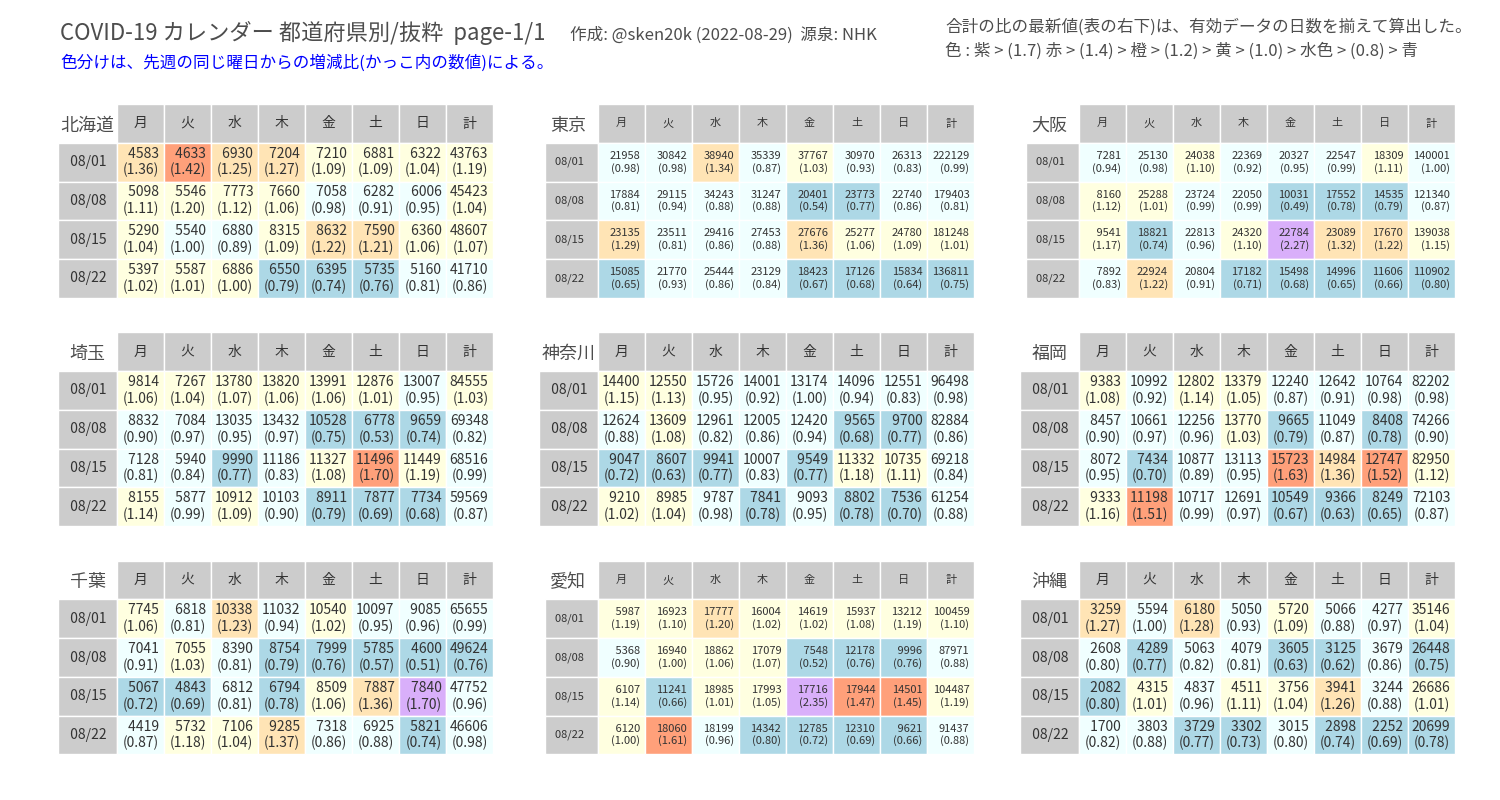 COVID-19 カレンダー 都道府県別/抜粋 page-1/1 作成: @sken20k (2022-08-29) 源泉: NHK
合計の比の最新値(表の右下)は、有効データの日数を揃えて算出した。
色 : 紫 > (1.7) 赤 > (1.4) > 橙 > (1.2) > 黄 > (1.0) > 水色 > (0.8) > 青
色分けは、先週の同じ曜日からの増減比(かっこ内の数値)による。
北海道 月 火 水 木 金 土 日 計
08/01 4583 4633 6930 7204 7210 6881 6322 43763
(1.36) (1.42) (1.25) (1.27) (1.09) (1.09) (1.04) (1.19)
08/08 5098 5546 7773 7660 7058 6282 6006 45423
(1.11) (1.20) (1.12) (1.06) (0.98) (0.91) (0.95) (1.04)
08/15 5290 5540 6880 8315 8632 7590 6360 48607
(1.04) (1.00) (0.89) (1.09) (1.22) (1.21) (1.06) (1.07)
08/22 5397 5587 6886 6550 6395 5735 5160 41710
(1.02) (1.01) (1.00) (0.79) (0.74) (0.76) (0.81) (0.86)
東京 月 火 水 木 金 土 日 計
08/01 21958 30842 38940 35339 37767 30970 26313 222129
(0.98) (0.98) (1.34) (0.87) (1.03) (0.93) (0.83) (0.99)
08/08 17884 29115 34243 31247 20401 23773 22740 179403
(0.81) (0.94) (0.88) (0.88) (0.54) (0.77) (0.86) (0.81)
08/15 23135 23511 29416 27453 27676 25277 24780 181248
(1.29) (0.81) (0.86) (0.88) (1.36) (1.06) (1.09) (1.01)
08/22 15085 21770 25444 23129 18423 17126 15834 136811
(0.65) (0.93) (0.86) (0.84) (0.67) (0.68) (0.64) (0.75)
大阪 月 火 水 木 金 土 日 計
08/01 7281 25130 24038 22369 20327 22547 18309 140001
(0.94) (0.98) (1.10) (0.92) (0.95) (0.99) (1.11) (1.00)
08/08 8160 25288 23724 22050 10031 17552 14535 121340
(1.12) (1.01) (0.99) (0.99) (0.49) (0.78) (0.79) (0.87)
08/15 9541 18821 22813 24320 22784 23089 17670 139038
(1.17) (0.74) (0.96) (1.10) (2.27) (1.32) (1.22) (1.15)
08/22 7892 22924 20804 17182 15498 14996 11606 110902
(0.83) (1.22) (0.91) (0.71) (0.68) (0.65) (0.66) (0.80)
埼玉 月 火 水 木 金 土 日 計
08/01 9814 7267 13780 13820 13991 12876 13007 84555
(1.06) (1.04) (1.07) (1.06) (1.06) (1.01) (0.95) (1.03)
08/08 8832 7084 13035 13432 10528 6778 9659 69348
(0.90) (0.97) (0.95) (0.97) (0.75) (0.53) (0.74) (0.82)
08/15 7128 5940 9990 11186 11327 11496 11449 68516
(0.81) (0.84) (0.77) (0.83) (1.08) (1.70) (1.19) (0.99)
08/22 8155 5877 10912 10103 8911 7877 7734 59569
(1.14) (0.99) (1.09) (0.90) (0.79) (0.69) (0.68) (0.87)
神奈川 月 火 水 木 金 土 日 計
08/01 14400 12550 15726 14001 13174 14096 12551 96498
(1.15) (1.13) (0.95) (0.92) (1.00) (0.94) (0.83) (0.98)
08/08 12624 13609 12961 12005 12420 9565 9700 82884
(0.88) (1.08) (0.82) (0.86) (0.94) (0.68) (0.77) (0.86)
08/15 9047 8607 9941 10007 9549 11332 10735 69218
(0.72) (0.63) (0.77) (0.83) (0.77) (1.18) (1.11) (0.84)
08/22 9210 8985 9787 7841 9093 8802 7536 61254
(1.02) (1.04) (0.98) (0.78) (0.95) (0.78) (0.70) (0.88)
福岡 月 火 水 木 金 土 日 計
08/01 9383 10992 12802 13379 12240 12642 10764 82202
(1.08) (0.92) (1.14) (1.05) (0.87) (0.91) (0.98) (0.98)
08/08 8457 10661 12256 13770 9665 11049 8408 74266
(0.90) (0.97) (0.96) (1.03) (0.79) (0.87) (0.78) (0.90)
08/15 8072 7434 10877 13113 15723 14984 12747 82950
(0.95) (0.70) (0.89) (0.95) (1.63) (1.36) (1.52) (1.12)
08/22 9333 11198 10717 12691 10549 9366 8249 72103
(1.16) (1.51) (0.99) (0.97) (0.67) (0.63) (0.65) (0.87)
千葉 月 火 水 木 金 土 日 計
08/01 7745 6818 10338 11032 10540 10097 9085 65655
(1.06) (0.81) (1.23) (0.94) (1.02) (0.95) (0.96) (0.99)
08/08 7041 7055 8390 8754 7999 5785 4600 49624
(0.91) (1.03) (0.81) (0.79) (0.76) (0.57) (0.51) (0.76)
08/15 5067 4843 6812 6794 8509 7887 7840 47752
(0.72) (0.69) (0.81) (0.78) (1.06) (1.36) (1.70) (0.96)
08/22 4419 5732 7106 9285 7318 6925 5821 46606
(0.87) (1.18) (1.04) (1.37) (0.86) (0.88) (0.74) (0.98)
愛知 月 火 水 木 金 土 日 計
08/01 5987 16923 17777 16004 14619 15937 13212 100459
(1.19) (1.10) (1.20) (1.02) (1.02) (1.08) (1.19) (1.10)
08/08 5368 16940 18862 17079 7548 12178 9996 87971
(0.90) (1.00) (1.06) (1.07) (0.52) (0.76) (0.76) (0.88)
08/15 6107 11241 18985 17993 17716 17944 14501 104487
(1.14) (0.66) (1.01) (1.05) (2.35) (1.47) (1.45) (1.19)
08/22 6120 18060 18199 14342 12785 12310 9621 91437
(1.00) (1.61) (0.96) (0.80) (0.72) (0.69) (0.66) (0.88)
沖縄 月 火 水 木 金 土 日 計
08/01 3259 5594 6180 5050 5720 5066 4277 35146
(1.27) (1.00) (1.28) (0.93) (1.09) (0.88) (0.97) (1.04)
08/08 2608 4289 5063 4079 3605 3125 3679 26448
(0.80) (0.77) (0.82) (0.81) (0.63) (0.62) (0.86) (0.75)
08/15 2082 4315 4837 4511 3756 3941 3244 26686
(0.80) (1.01) (0.96) (1.11) (1.04) (1.26) (0.88) (1.01)
08/22 1700 3803 3729 3302 3015 2898 2252 20699
(0.82) (0.88) (0.77) (0.73) (0.80) (0.74) (0.69) (0.78)